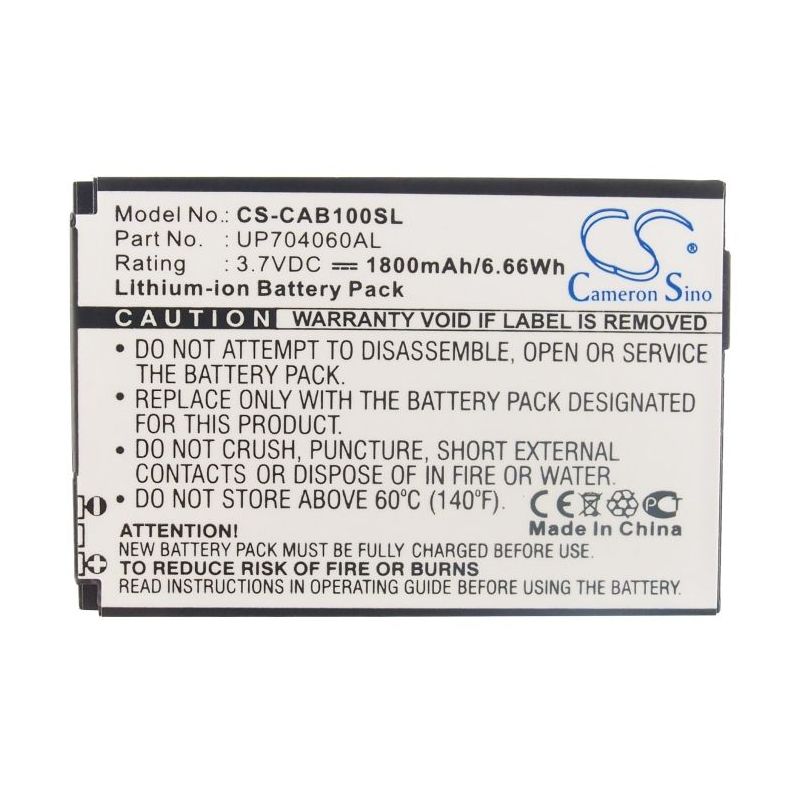 Model No.: CS-CAB100SL
Part No.: UP704060AL
Rating : 3.7VDC 1800mAh/6.66Wh
Lithium-ion Battery Pack
CS ®
Cameron Sino
CAUTION WARRANTY VOID IF LABEL IS REMOVED
• DO NOT ATTEMPT TO DISASSEMBLE, OPEN OR SERVICE
THE BATTERY PACK.
• REPLACE ONLY WITH THE BATTERY PACK DESIGNATED
FOR THIS PRODUCT.
• DO NOT CRUSH, PUNCTURE, SHORT EXTERNAL
CONTACTS OR DISPOSE OF IN FIRE OR WATER.
• DO NOT STORE ABOVE 60°C (140°F).
CE
Made In China
ATTENTION!
NEW BATTERY PACK MUST BE FULLY CHARGED BEFORE INITIAL USE.
TO REDUCE RISK OF FIRE OR BURNS
READ INSTRUCTIONS BEFORE OPERATING OR CHARGING THE BATTERY.